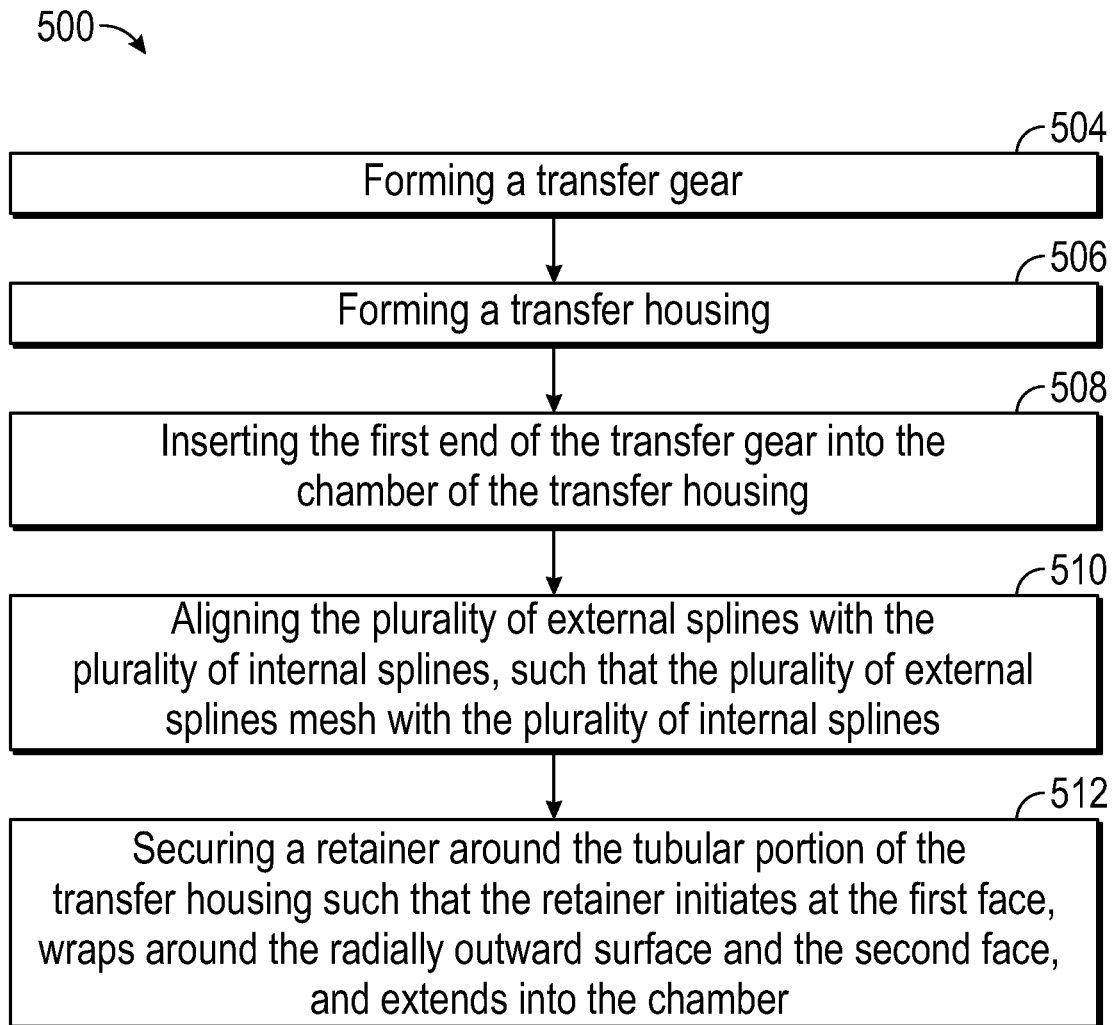 500
504
Forming a transfer gear
506
Forming a transfer housing
508
Inserting the first end of the transfer gear into the
chamber of the transfer housing
510
Aligning the plurality of external splines with the
plurality of internal splines, such that the plurality of external
splines mesh with the plurality of internal splines
512
Securing a retainer around the tubular portion of the
transfer housing such that the retainer initiates at the first face,
wraps around the radially outward surface and the second face,
and extends into the chamber